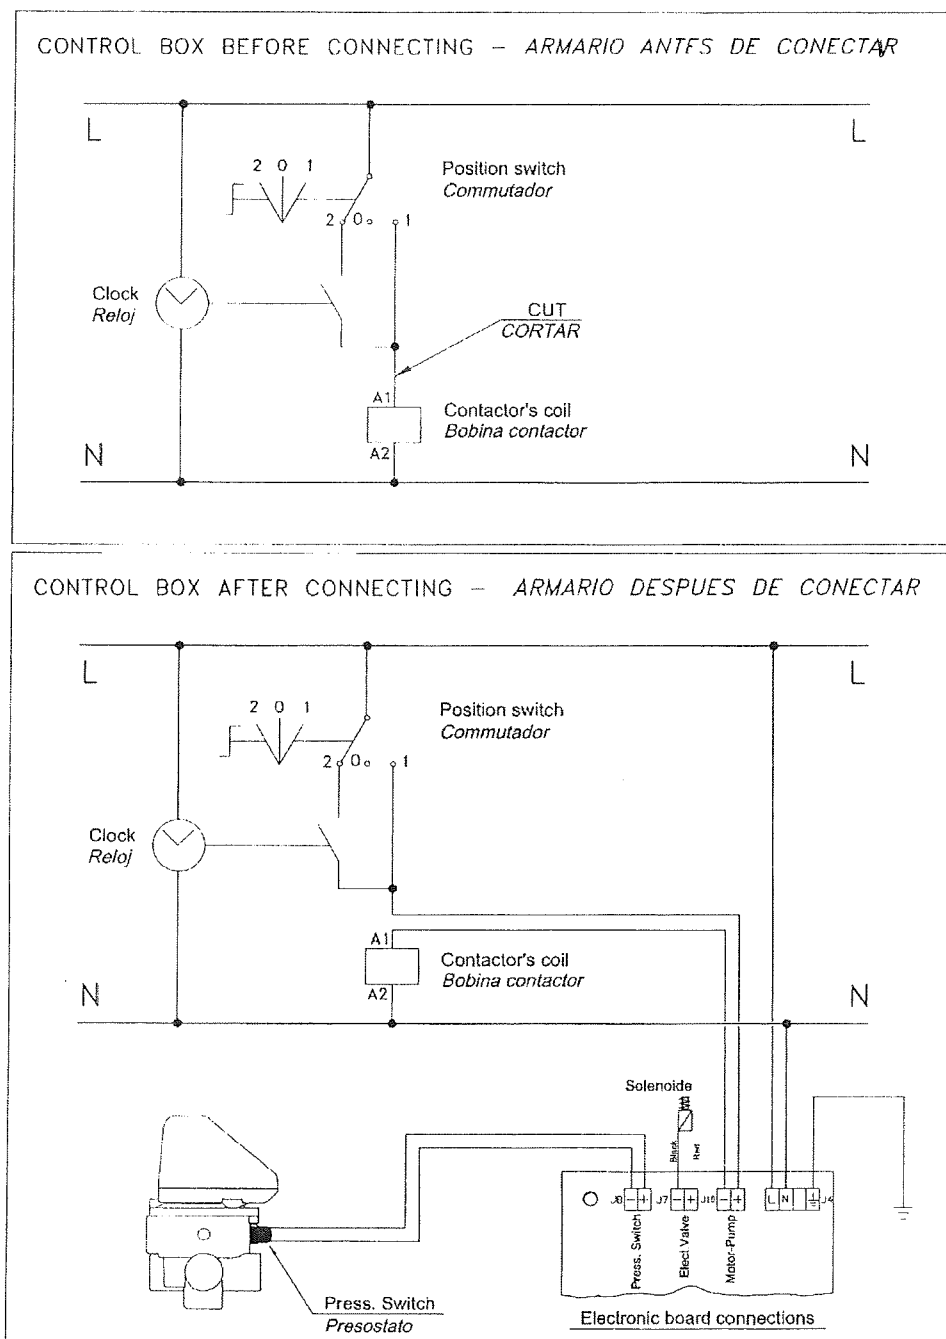 CONTROL BOX BEFORE CONNECTING – ARMARIO ANTES DE CONECTAR
L
L
2 0 1
Position switch
Commutador
2 0 1
Clock
Reloj
CUT
CORTAR
A1
Contactor's coil
Bobina contactor
A2
N
N
CONTROL BOX AFTER CONNECTING – ARMARIO DESPUES DE CONECTAR
L
L
2 0 1
Position switch
Commutador
2 0 1
Clock
Reloj
A1
Contactor's coil
Bobina contactor
A2
N
N
Solenoide
Black
Red
J8 - + J7 - + J10 - + L N J4
Press. Switch
Elect Valve
Motor-Pump
Press. Switch
Presostato
Electronic board connections